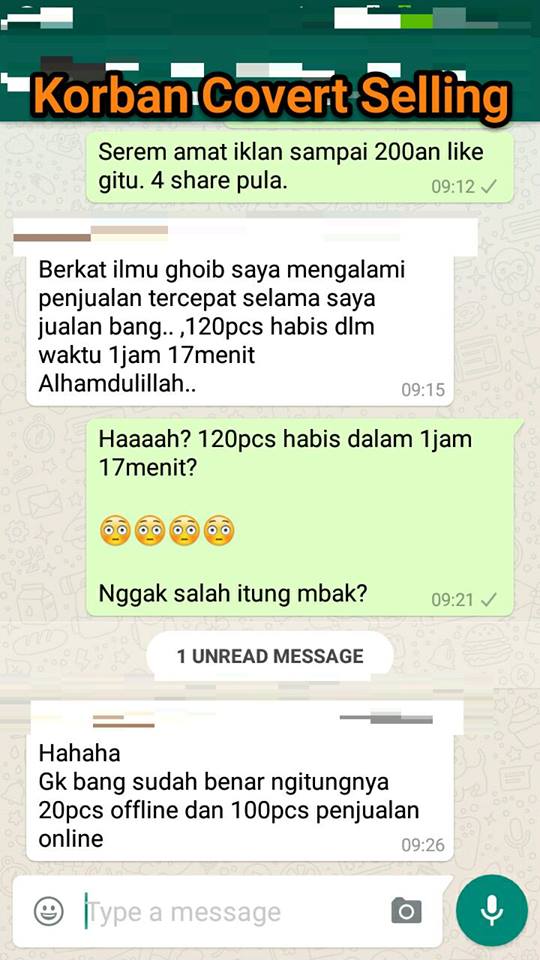 Korban Covert Selling
Serem amat iklan sampai 200an like
gitu. 4 share pula.
09:12
Berkat ilmu ghoib saya mengalami
penjualan tercepat selama saya
jualan bang.. ,120pcs habis dlm
waktu 1jam 17menit
Alhamdulillah..
09:15
Haaaah? 120pcs habis dalam 1jam
17menit?
😳😳😳😳
Nggak salah itung mbak?
09:21
1 UNREAD MESSAGE
Hahaha
Gk bang sudah benar ngitungnya
20pcs offline dan 100pcs penjualan
online
09:26
Type a message